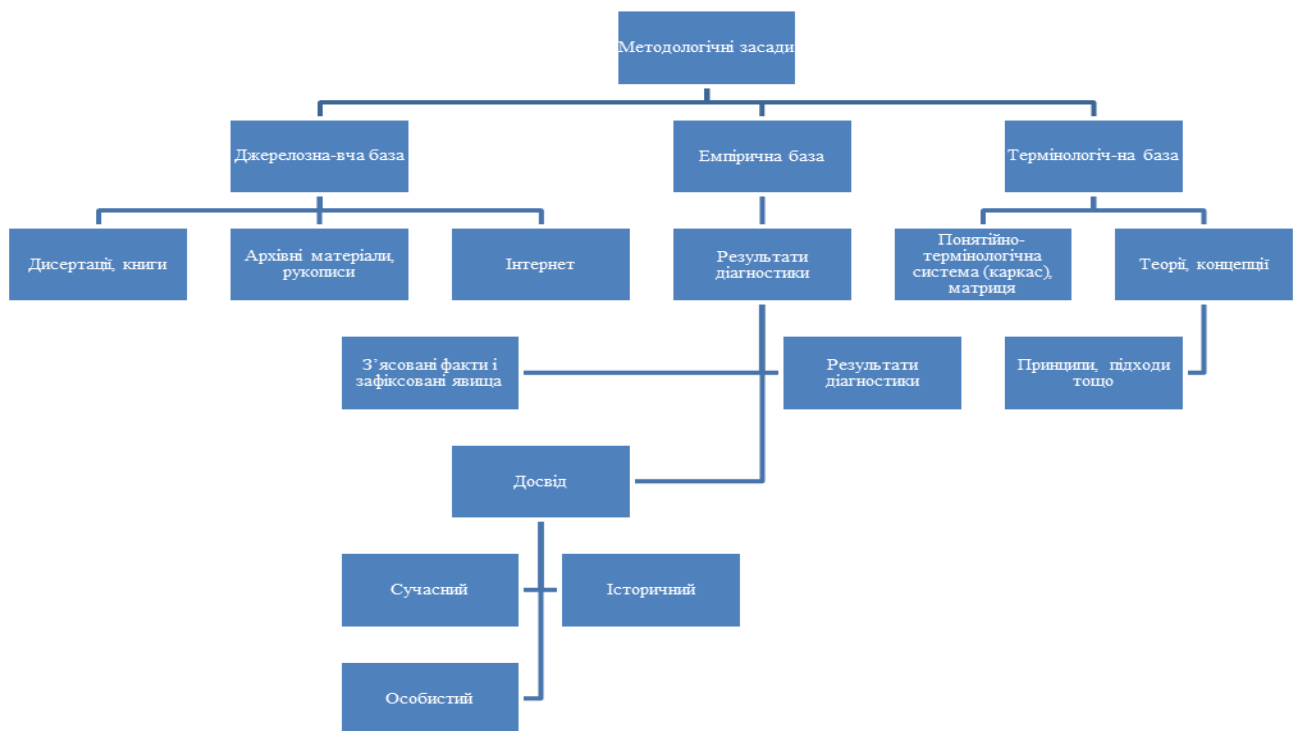 Методологічні засади
Джерелозна-вча база
Емпірична база
Термінологіч-на база
Дисертації, книги
Архівні матеріали,
рукописи
Інтернет
Результати
діагностики
Понятійно-
термінологічна
система (каркас),
матриця
Теорії, концепції
З’ясовані факти і
зафіксовані явища
Результати
діагностики
Принципи, підходи
тощо
Досвід
Сучасний
Історичний
Особистий